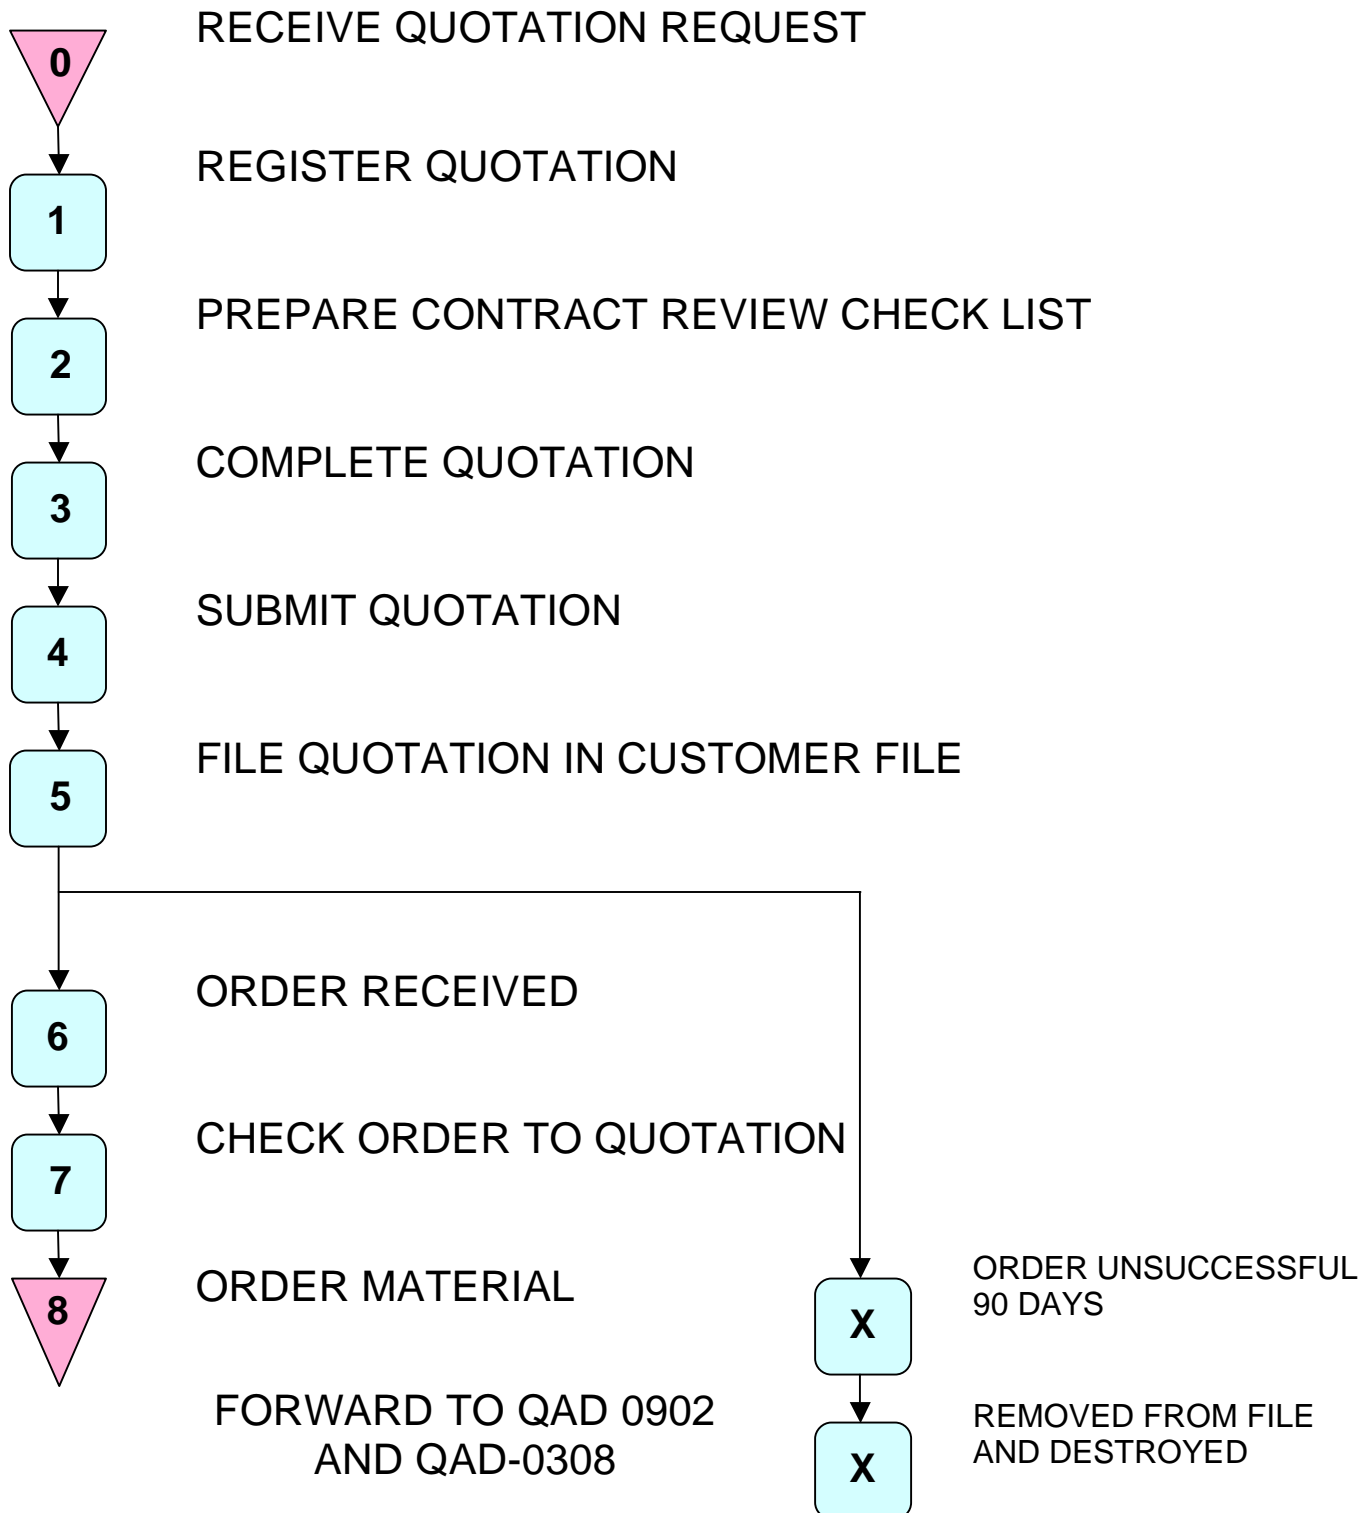 RECEIVE QUOTATION REQUEST
0
REGISTER QUOTATION
1
PREPARE CONTRACT REVIEW CHECK LIST
2
COMPLETE QUOTATION
3
SUBMIT QUOTATION
4
FILE QUOTATION IN CUSTOMER FILE
5
ORDER RECEIVED
6
CHECK ORDER TO QUOTATION
7
ORDER MATERIAL
8
ORDER UNSUCCESSFUL
90 DAYS
X
FORWARD TO QAD 0902
AND QAD-0308
REMOVED FROM FILE
AND DESTROYED
X